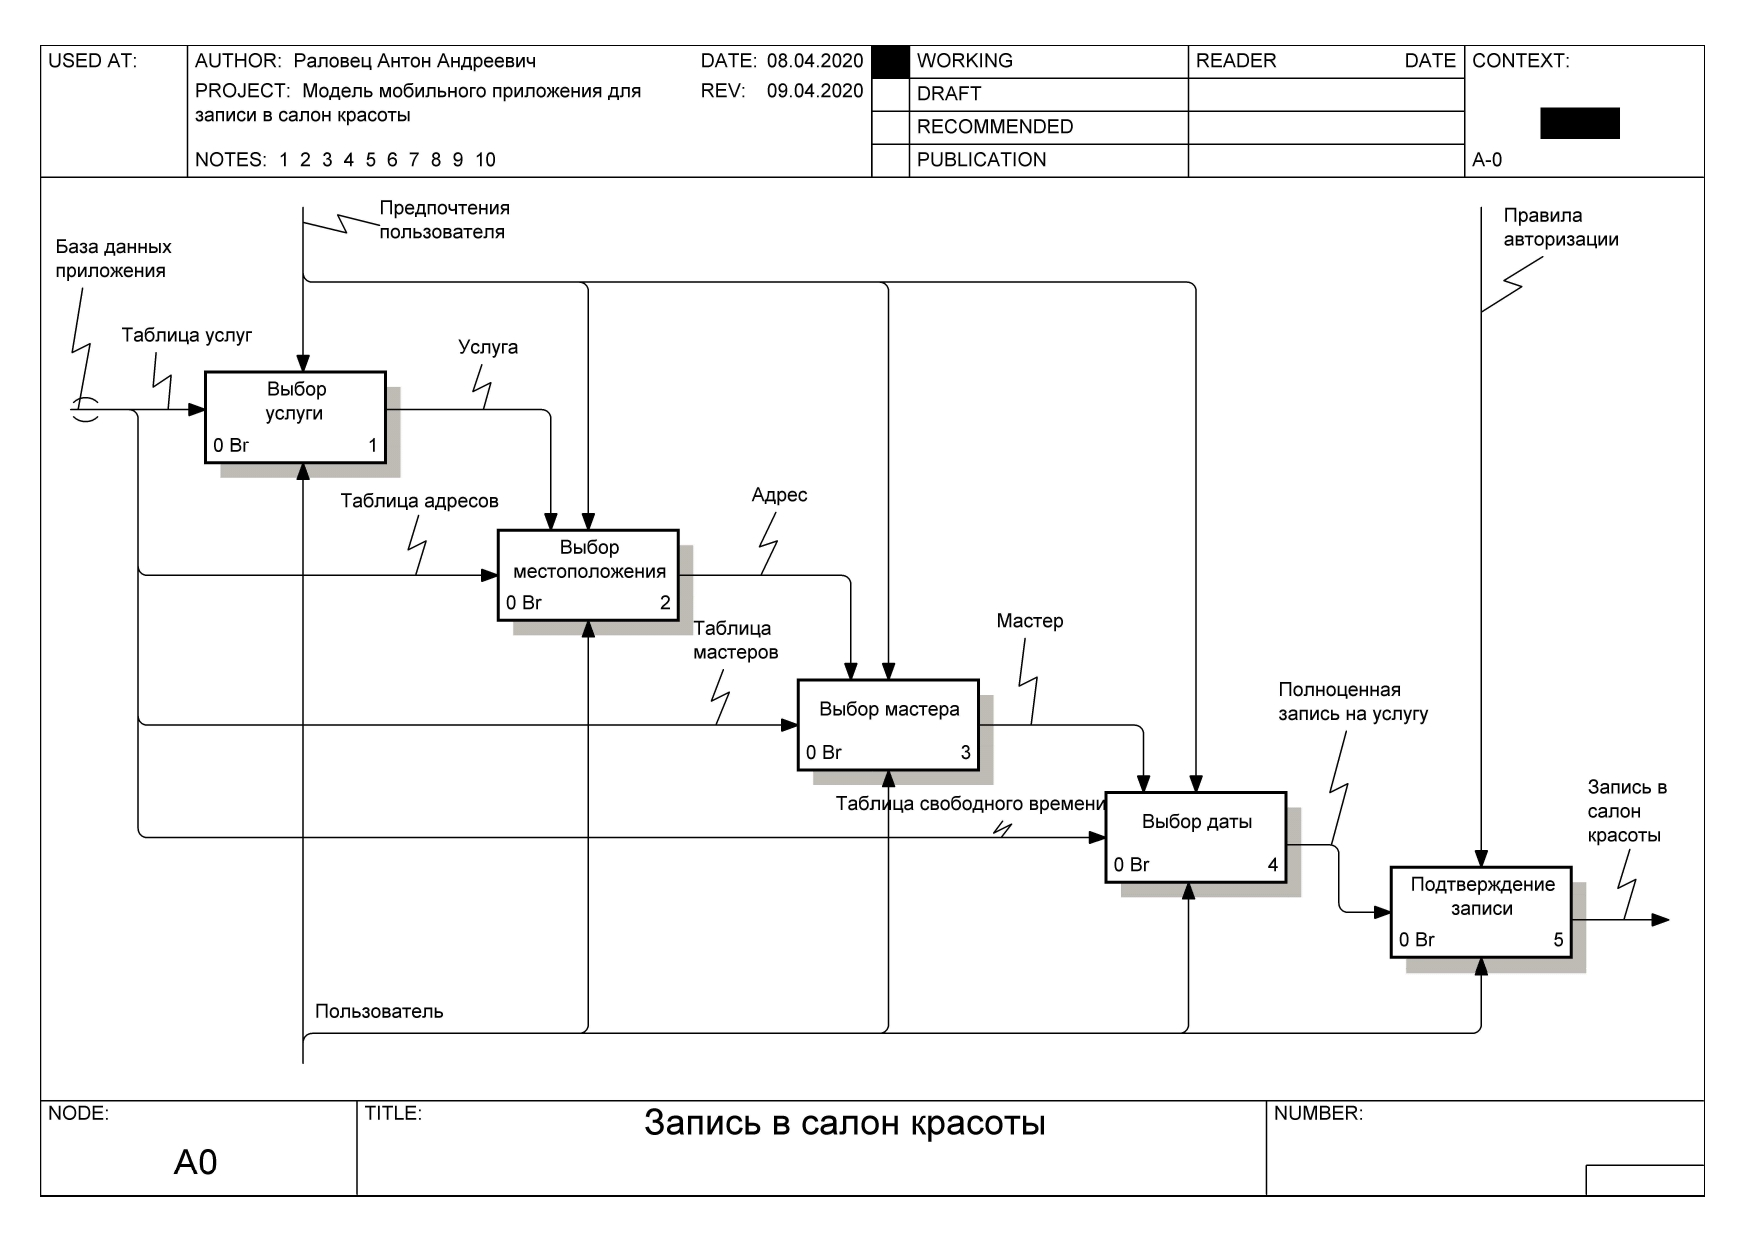 USED AT:
AUTHOR: Раловец Антон Андреевич
DATE: 08.04.2020
PROJECT: Модель мобильного приложения для
записи в салон красоты
REV: 09.04.2020
NOTES: 1 2 3 4 5 6 7 8 9 10
WORKING
DRAFT
RECOMMENDED
PUBLICATION
READER DATE
CONTEXT:
A-0
Предпочтения
пользователя
Правила
авторизации
База данных
приложения
Таблица услуг
Услуга
Выбор
услуги
0 Br 1
Таблица адресов
Адрес
Выбор
местоположения
0 Br 2
Таблица
мастеров
Мастер
Выбор мастера
0 Br 3
Полноценная
запись на услугу
Таблица свободного времени
Выбор даты
0 Br 4
Запись в
салон
красоты
Подтверждение
записи
0 Br 5
Пользователь
NODE:
A0
TITLE:
Запись в салон красоты
NUMBER: